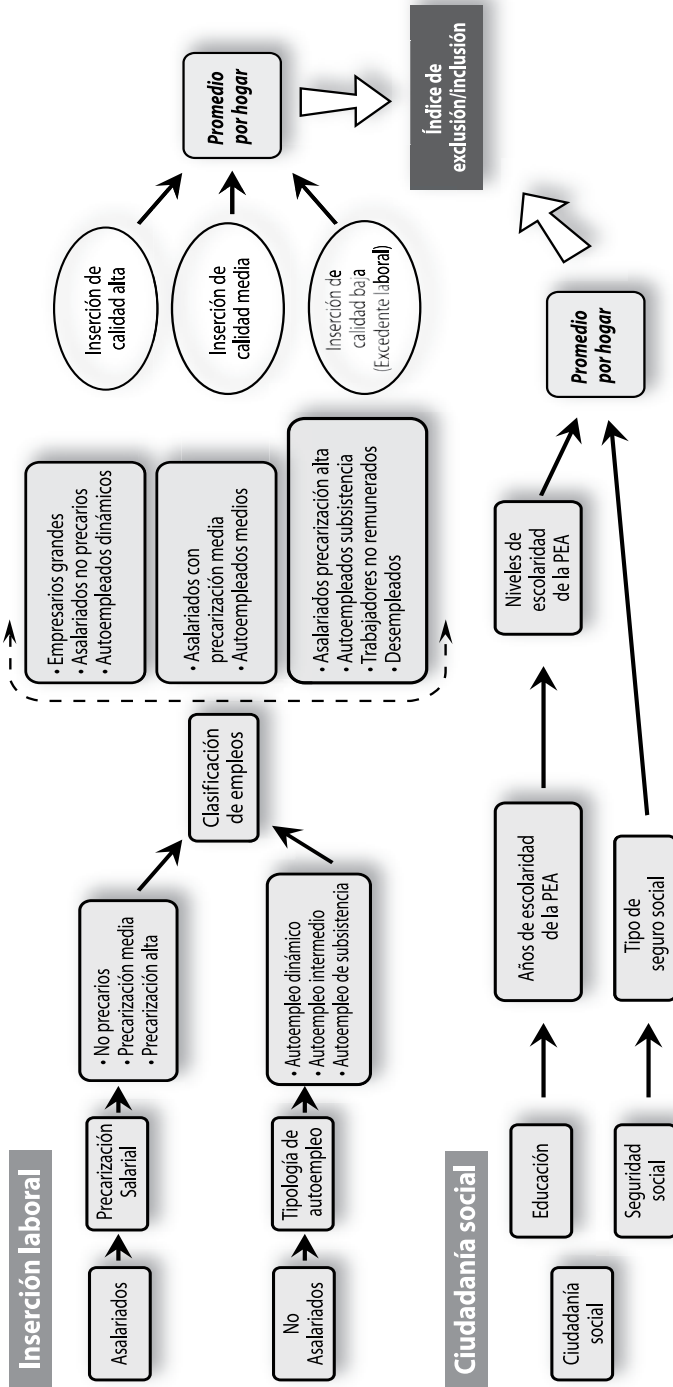 Inserción laboral
Asalariados
Precarización
Salarial
• No precarios
• Precarización media
• Precarización alta
No
Asalariados
Tipología de
autoempleo
• Autoempleo dinámico
• Autoempleo intermedio
• Autoempleo de subsistencia
Clasificación
de empleos
• Empresarios grandes
• Asalariados no precarios
• Autoempleados dinámicos
• Asalariados con
precarización media
• Autoempleados medios
• Asalariados precarización alta
• Autoempleados subsistencia
• Trabajadores no remunerados
• Desempleados
Inserción de
calidad alta
Inserción de
calidad media
Inserción de
calidad baja
(Excedente laboral)
Promedio
por hogar
Índice de
exclusión/inclusión
Ciudadanía social
Ciudadanía
social
Educación
Años de escolaridad
de la PEA
Niveles de
escolaridad
de la PEA
Seguridad
social
Tipo de
seguro social
Promedio
por hogar